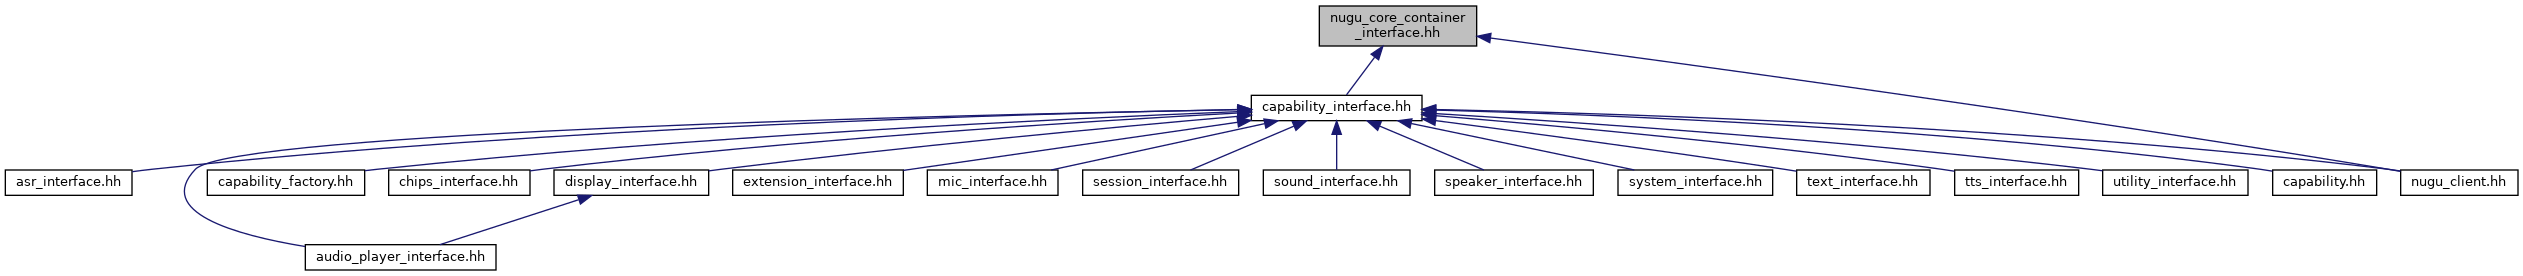 nugu_core_container
_interface.hh
capability_interface.hh
asr_interface.hh
capability_factory.hh
chips_interface.hh
display_interface.hh
extension_interface.hh
mic_interface.hh
session_interface.hh
sound_interface.hh
speaker_interface.hh
system_interface.hh
text_interface.hh
tts_interface.hh
utility_interface.hh
capability.hh
nugu_client.hh
audio_player_interface.hh